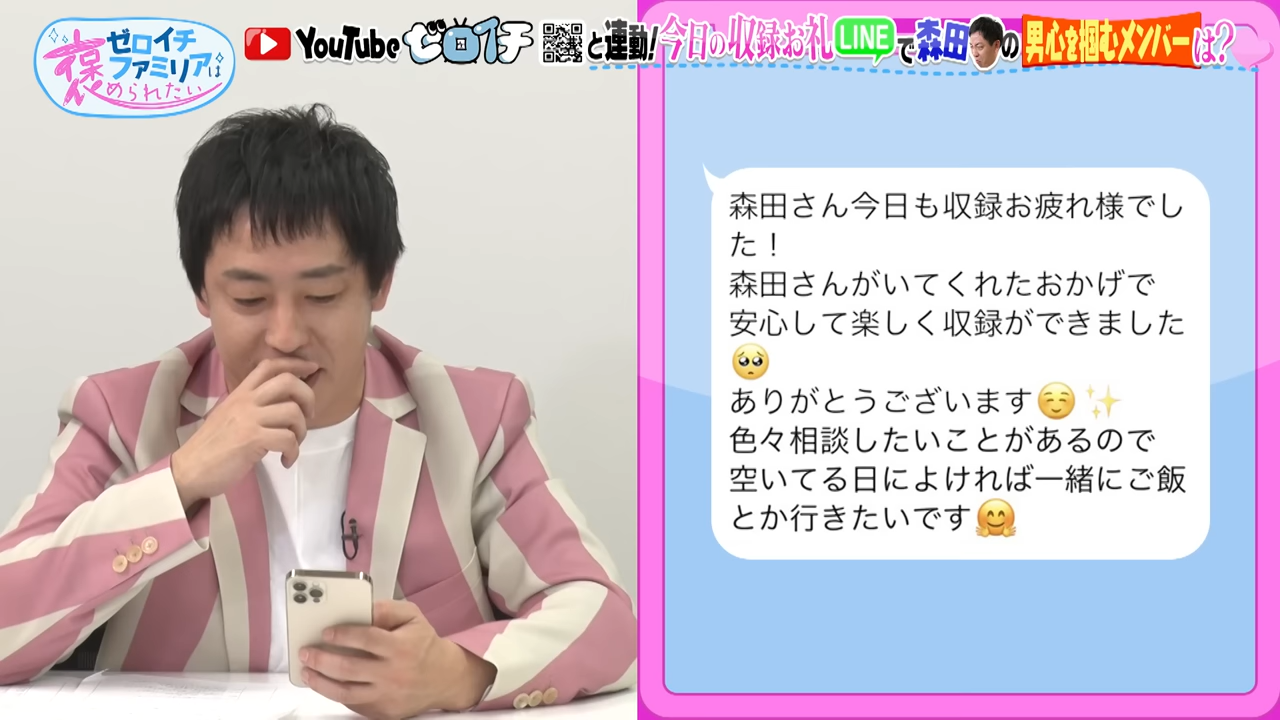 ゼロイチ
ファミリアは
褒められたい
YouTube ゼロイチ と連動!今日の収録お礼LINEで森田の男心を掴むメンバーは?
森田さん今日も収録お疲れ様でし
た！
森田さんがいてくれたおかげで
安心して楽しく収録ができました
🥺
ありがとうございます☺️✨
色々相談したいことがあるので
空いてる日によければ一緒にご飯
とか行きたいです🤗